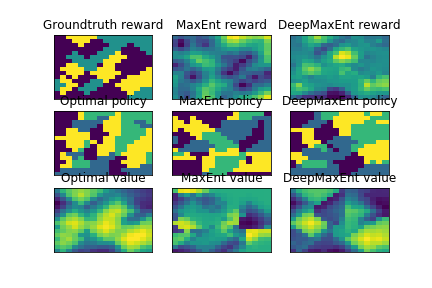 Groundtruth reward
MaxEnt reward
DeepMaxEnt reward
Optimal policy
MaxEnt policy
DeepMaxEnt policy
Optimal value
MaxEnt value
DeepMaxEnt value